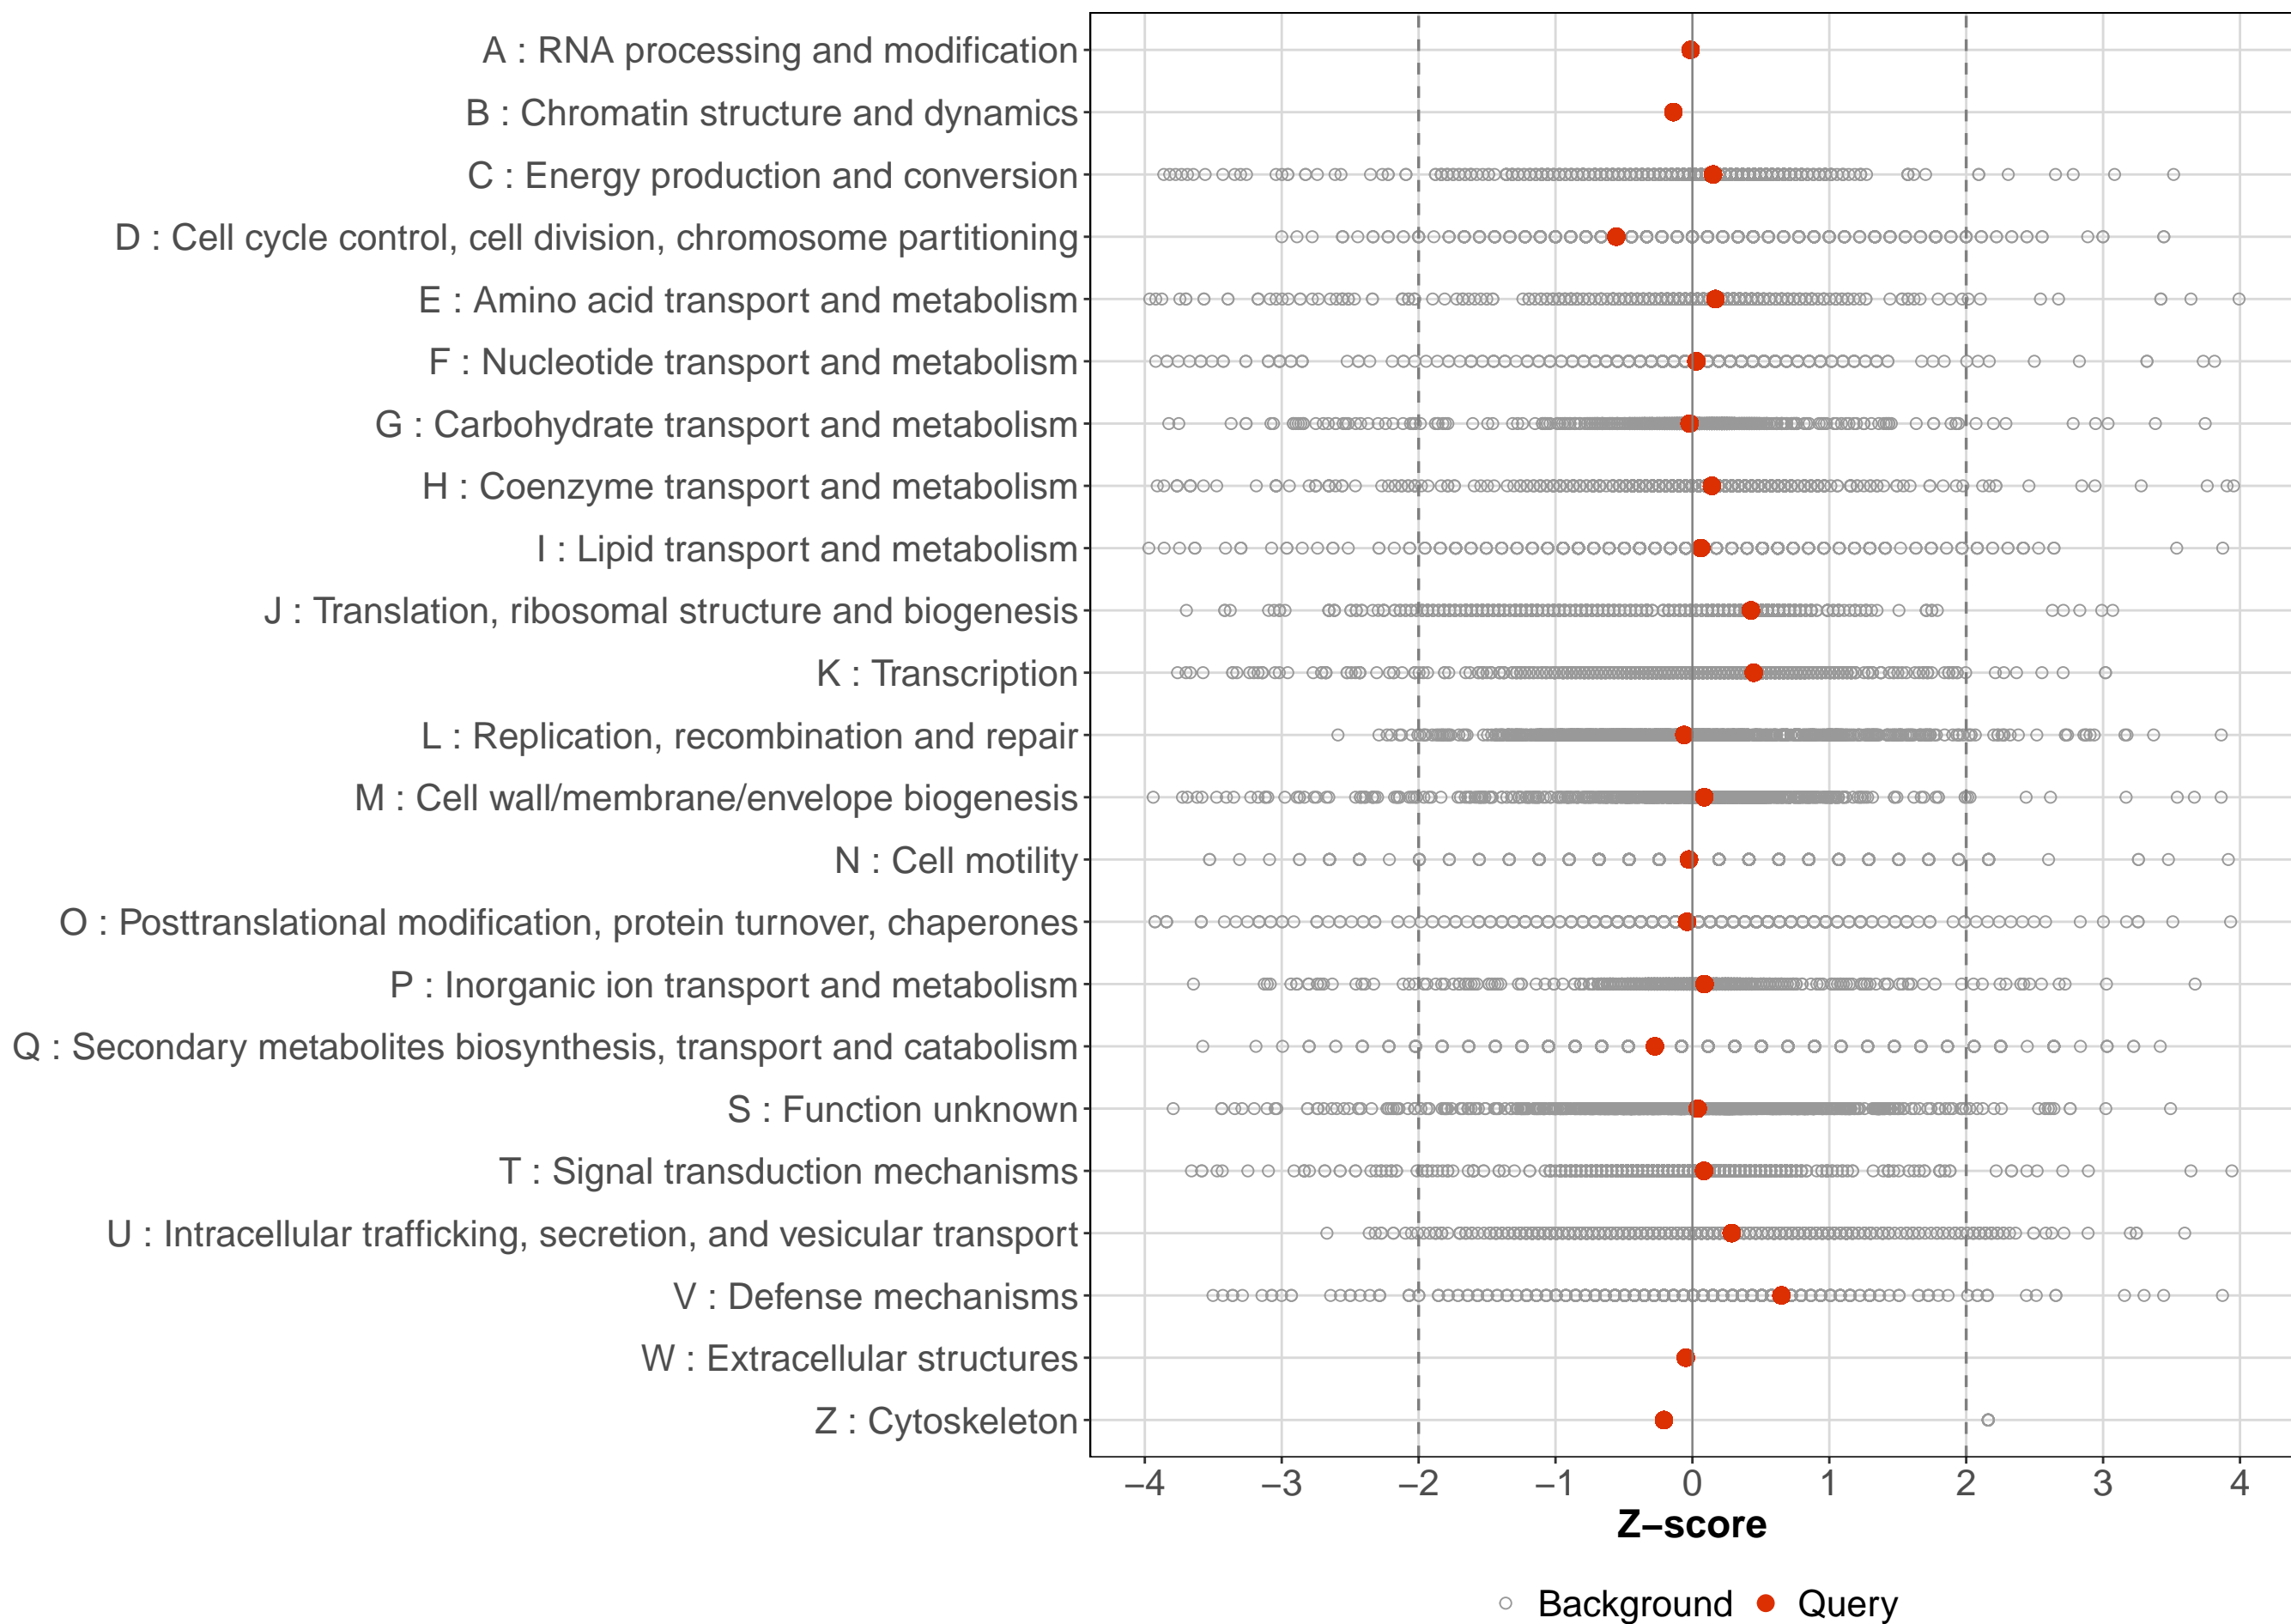 A : RNA processing and modification
B : Chromatin structure and dynamics
C : Energy production and conversion
D : Cell cycle control, cell division, chromosome partitioning
E : Amino acid transport and metabolism
F : Nucleotide transport and metabolism
G : Carbohydrate transport and metabolism
H : Coenzyme transport and metabolism
I : Lipid transport and metabolism
J : Translation, ribosomal structure and biogenesis
K : Transcription
L : Replication, recombination and repair
M : Cell wall/membrane/envelope biogenesis
N : Cell motility
O : Posttranslational modification, protein turnover, chaperones
P : Inorganic ion transport and metabolism
Q : Secondary metabolites biosynthesis, transport and catabolism
S : Function unknown
T : Signal transduction mechanisms
U : Intracellular trafficking, secretion, and vesicular transport
V : Defense mechanisms
W : Extracellular structures
Z : Cytoskeleton
−4 −3 −2 −1 0 1 2 3 4
Z−score
Background Query